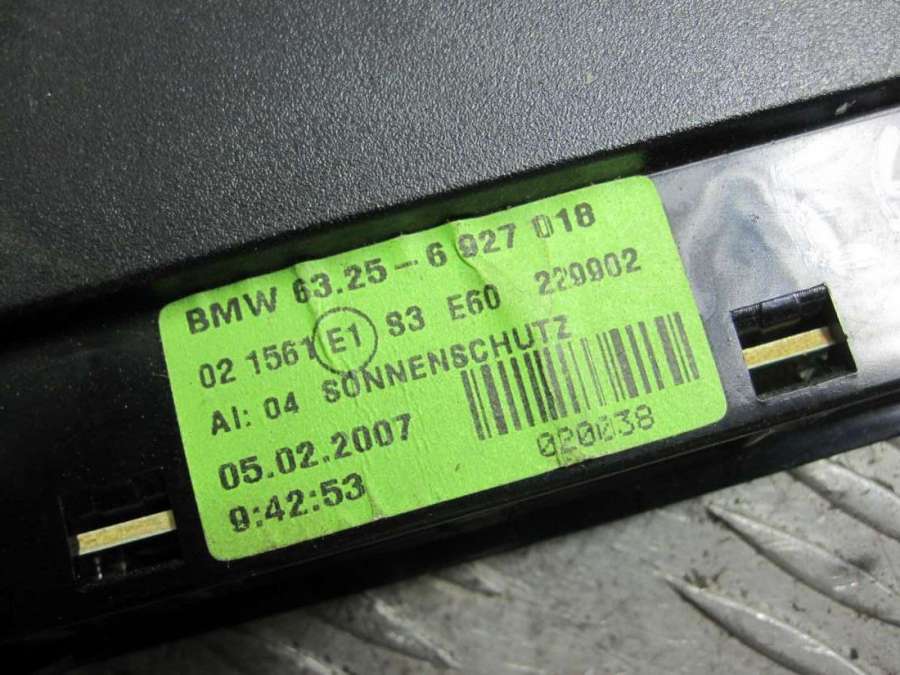 BMW 63.25-6 927 018
02 1561 E1 S3 E60 229902
AI: 04 SONNENSCHUTZ
05.02.2007
9:42:53
020038